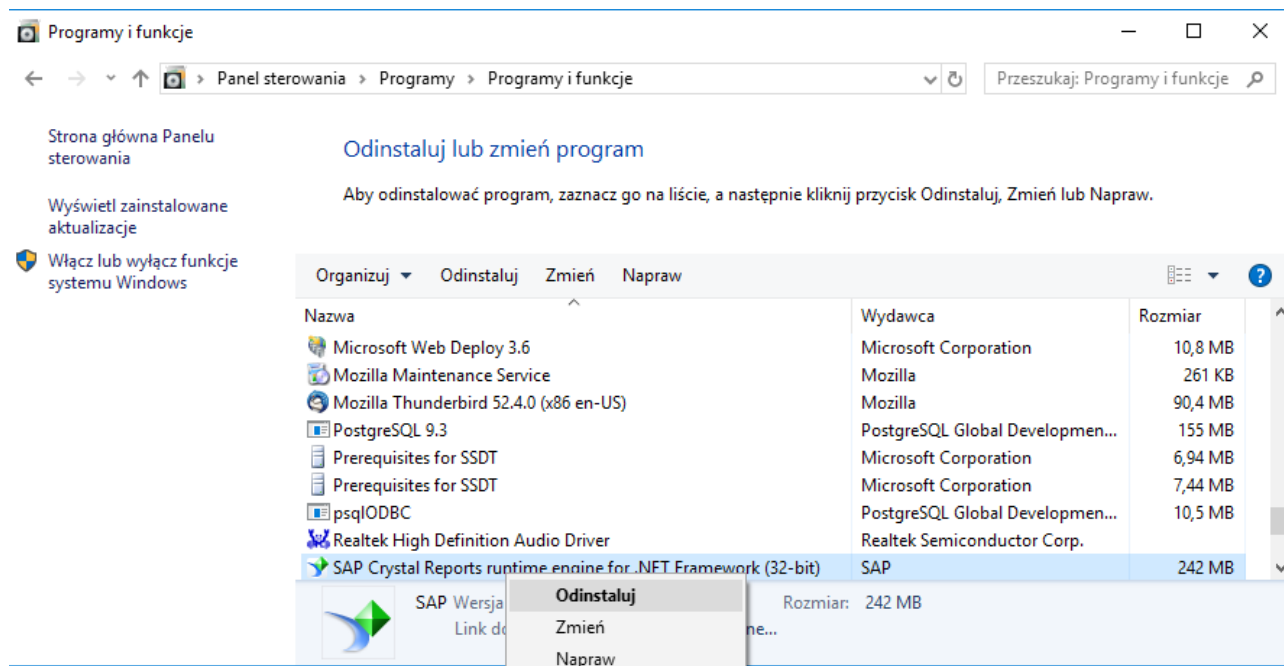 Programy i funkcje
Panel sterowania > Programy > Programy i funkcje
Przeszukaj: Programy i funkcje
Strona główna Panelu
sterowania
Wyświetl zainstalowane
aktualizacje
Włącz lub wyłącz funkcje
systemu Windows
Odinstaluj lub zmień program
Aby odinstalować program, zaznacz go na liście, a następnie kliknij przycisk Odinstaluj, Zmień lub Napraw.
Organizuj Odinstaluj Zmień Napraw
Nazwa Wydawca Rozmiar
Microsoft Web Deploy 3.6 Microsoft Corporation 10,8 MB
Mozilla Maintenance Service Mozilla 261 KB
Mozilla Thunderbird 52.4.0 (x86 en-US) Mozilla 90,4 MB
PostgreSQL 9.3 PostgreSQL Global Developmen... 155 MB
Prerequisites for SSDT Microsoft Corporation 6,94 MB
Prerequisites for SSDT Microsoft Corporation 7,44 MB
psqlODBC PostgreSQL Global Developmen... 10,5 MB
Realtek High Definition Audio Driver Realtek Semiconductor Corp.
SAP Crystal Reports runtime engine for .NET Framework (32-bit) SAP 242 MB
SAP Wersja Rozmiar: 242 MB
Link ne...
Odinstaluj
Zmień
Napraw